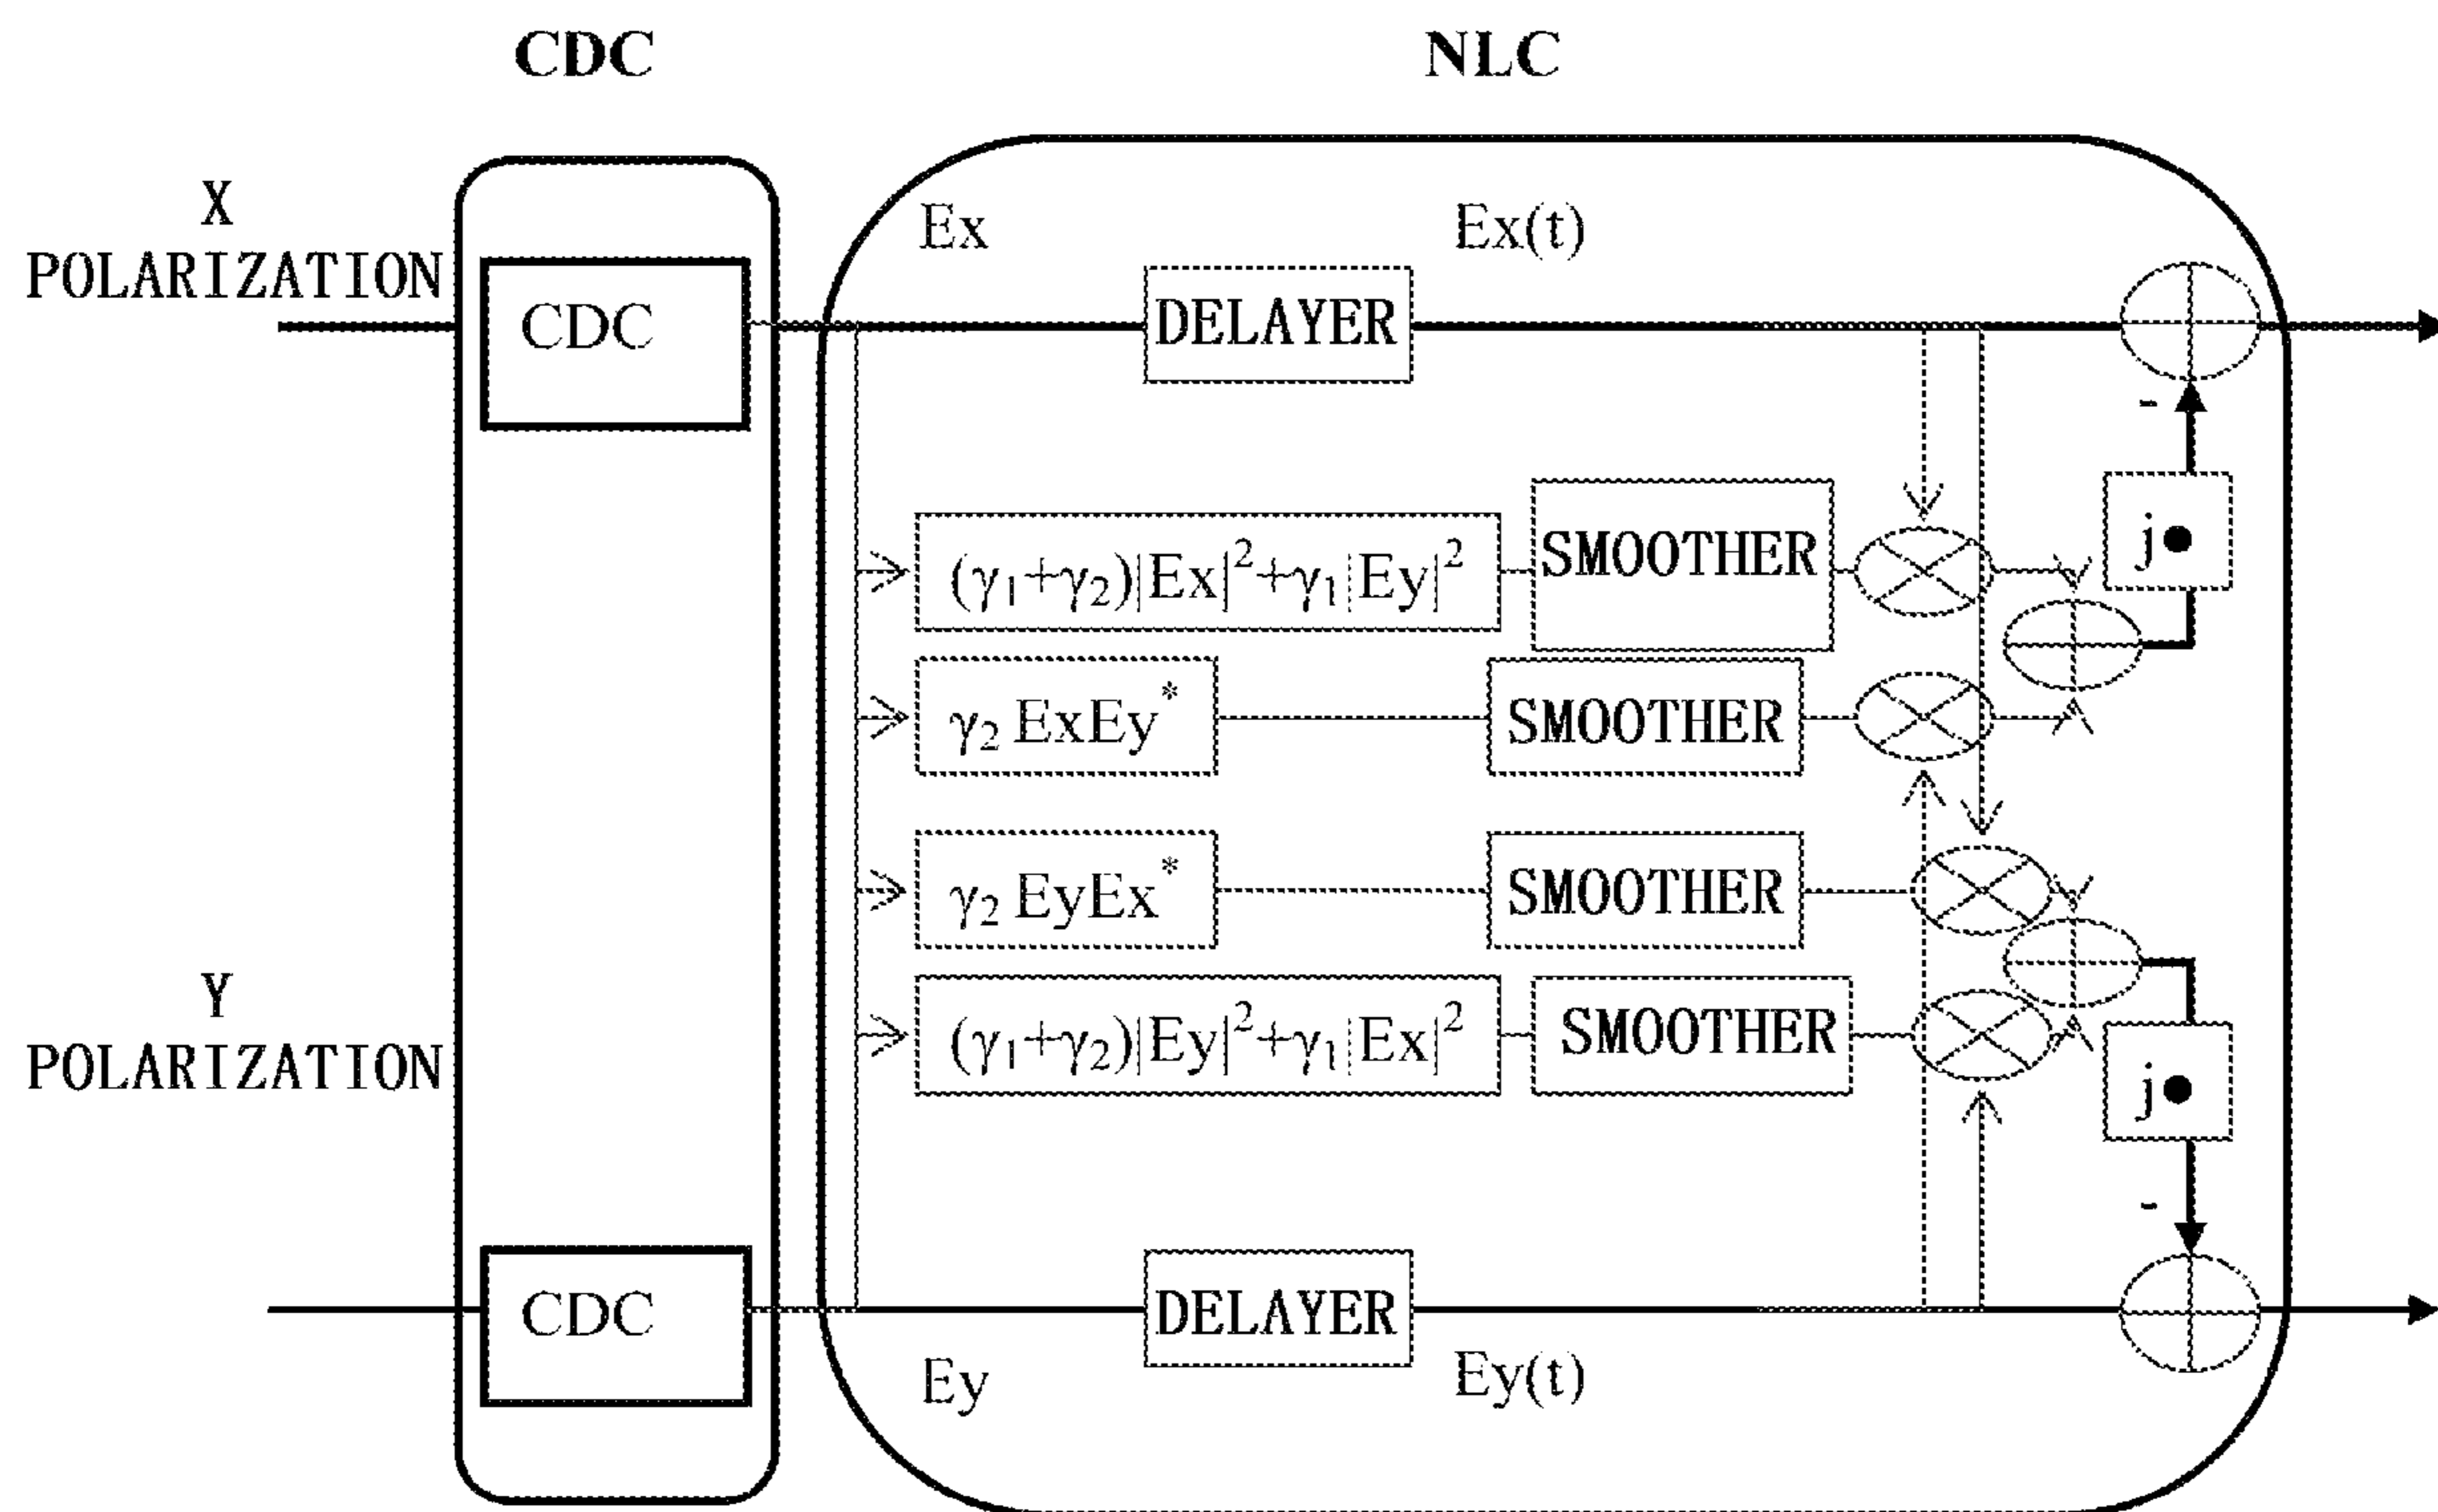 CDC
NLC
X
POLARIZATION
CDC
Ex
Ex(t)
DELAYER
-
j●
(γ₁+γ₂)|Ex|²+γ₁|Ey|²
SMOOTHER
γ₂ ExEy*
SMOOTHER
γ₂ EyEx*
SMOOTHER
(γ₁+γ₂)|Ey|²+γ₁|Ex|²
SMOOTHER
j●
-
Y
POLARIZATION
CDC
DELAYER
Ey
Ey(t)